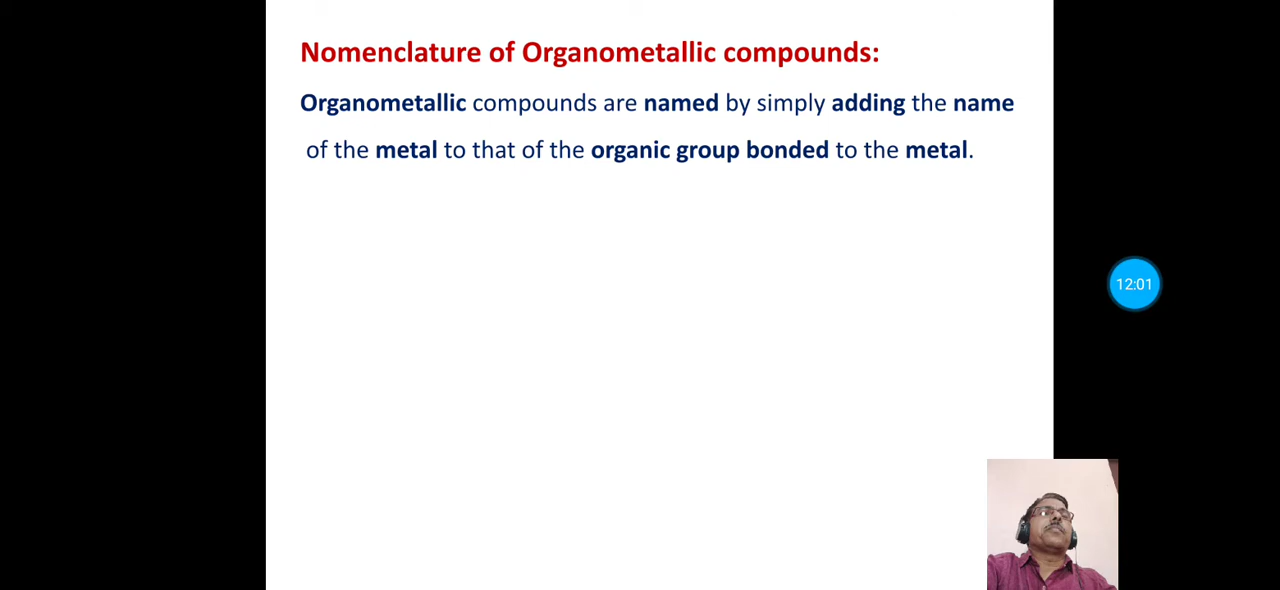 Nomenclature of Organometallic compounds:
Organometallic compounds are named by simply adding the name
of the metal to that of the organic group bonded to the metal.
12:01